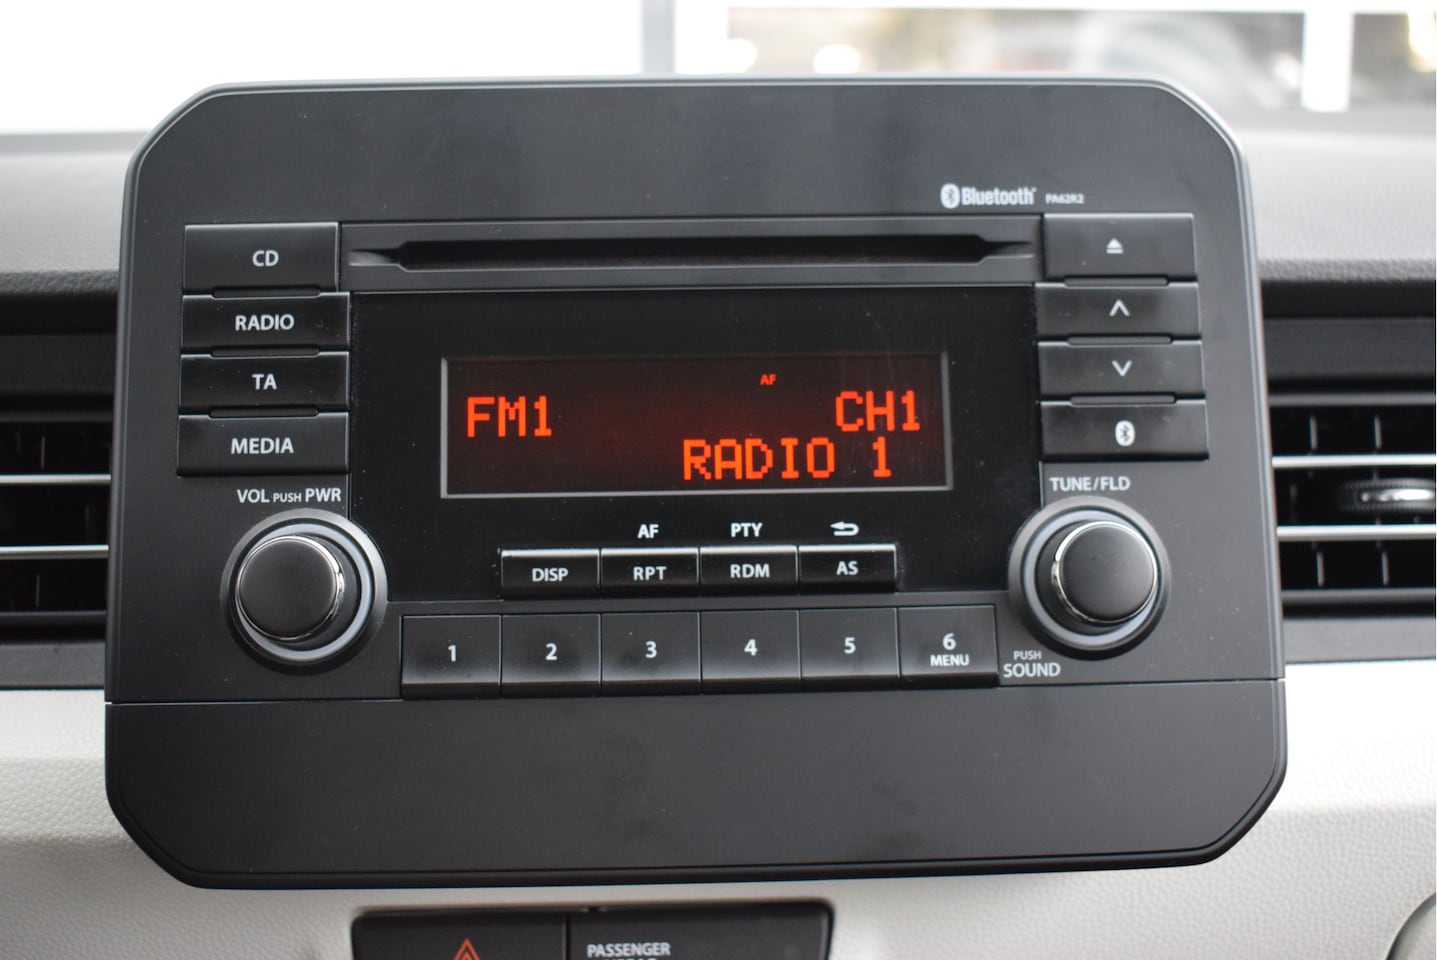 Bluetooth PA62R2
CD
RADIO
TA
MEDIA
AF
FM1 CH1
RADIO 1
VOL PUSH PWR
TUNE/FLD
AF PTY
DISP RPT RDM AS
1 2 3 4 5 6
MENU
PUSH
SOUND
PASSENGER